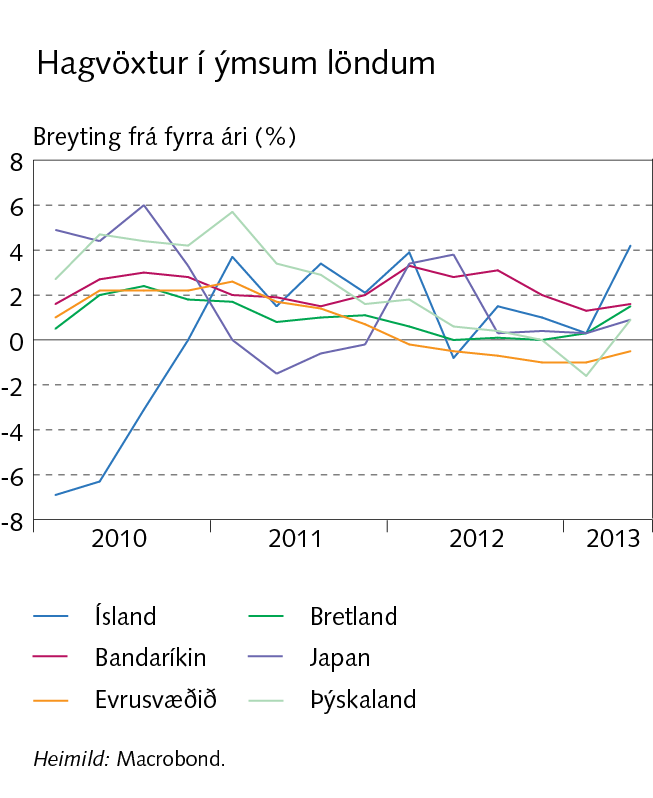 Hagvöxtur í ýmsum löndum
Breyting frá fyrra ári (%)
8
6
4
2
0
-2
-4
-6
-8
2010 2011 2012 2013
Ísland Bretland
Bandaríkin Japan
Evrusvæðið Þýskaland
Heimild: Macrobond.